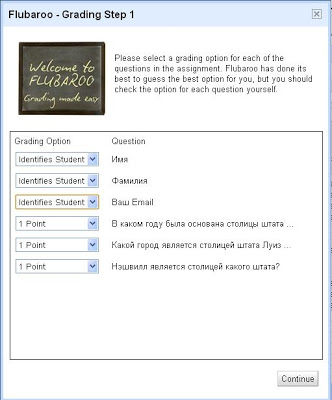 Flubaroo - Grading Step 1
Welcome to
FLUBAROO
Grading made easy
Please select a grading option for each of the
questions in the assignment. Flubaroo has done its
best to guess the best option for you, but you should
check the option for each question yourself.
Grading Option Question
Identifies Student Имя
Identifies Student Фамилия
Identifies Student Ваш Email
1 Point В каком году была основана столицы штата ...
1 Point Какой город является столицей штата Луиз ...
1 Point Нэшвилл является столицей какого штата?
Continue